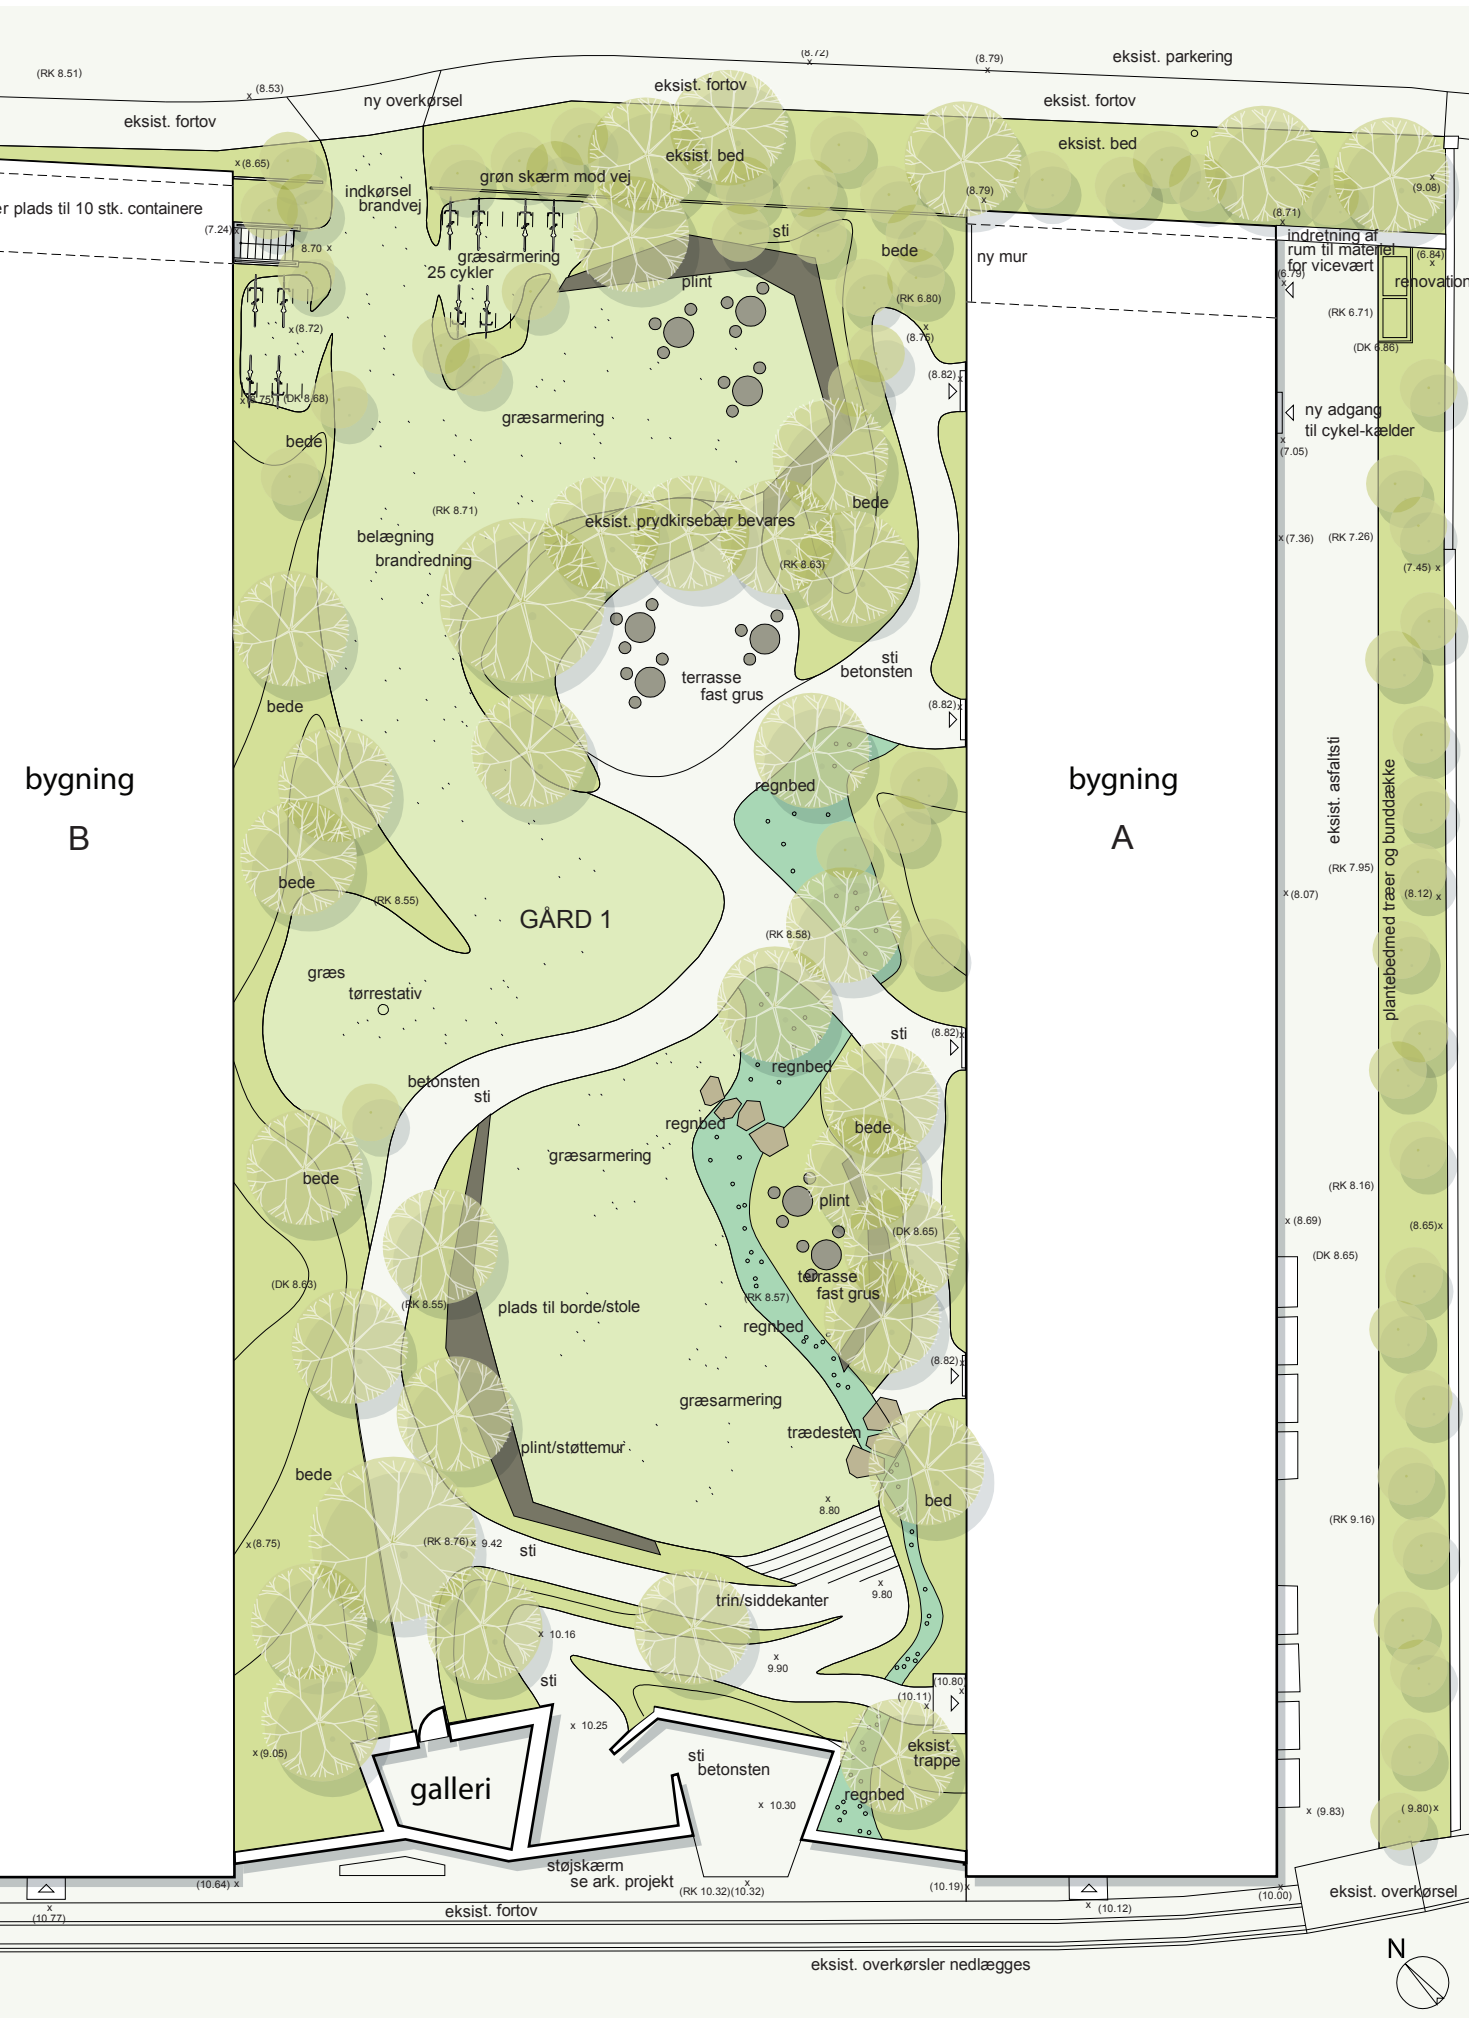 (8.72)
(8.79)
eksist. parkering
(RK 8.51)
(8.53)
eksist. fortov
ny overkørsel
eksist. fortov
eksist. fortov
eksist. bed
eksist. bed
x(8.65)
grøn skærm mod vej
indkørsel
brandvej
(8.79)
(9.08)
plads til 10 stk. containere
(8.71)
(7.24)
sti
indretning af
rum til materiel
for vicevært
8.70 x
græsarmering
25 cykler
bede
ny mur
(6.84)
(6.79)
plint
renovation
(RK 6.80)
(RK 6.71)
x(8.72)
(8.75)
(DK 6.86)
(8.82)
x(8.75)
(DK 8.68)
græsarmering
ny adgang
til cykel-kælder
bede
(7.05)
bede
(RK 8.71)
eksist. prydkirsebær bevares
belægning
brandredning
x(7.36)
(RK 7.26)
(RK 8.63)
(7.45) x
sti
betonsten
terrasse
fast grus
bede
(8.82)x
bygning
B
bygning
A
eksist. asfaltsti
plantebedmed træer og bunddække
regnbed
(RK 7.95)
bede
(RK 8.55)
x(8.07)
(8.12) x
GÅRD 1
(RK 8.58)
græs
tørrestativ
sti
(8.82)x
regnbed
betonsten
sti
regnbed
bede
græsarmering
bede
(RK 8.16)
plint
x(8.69)
(8.65)x
(DK 8.65)
(DK 8.65)
(DK 8.63)
terrasse
fast grus
(RK 8.57)
(RK 8.55)
plads til borde/stole
regnbed
(8.82)
græsarmering
trædesten
plint/støttemur
bede
bed
x
8.80
(RK 9.16)
x(8.75)
(RK 8.76)x 9.42
sti
x
9.80
trin/siddekanter
x 10.16
x
9.90
sti
(10.80)
x
(10.11)
x
x 10.25
eksist.
trappe
x(9.05)
sti
betonsten
galleri
regnbed
x 10.30
x (9.83)
( 9.80)x
støjskærm
se ark. projekt
(10.64) x
(RK 10.32)(10.32)
(10.19)x
(10.00)
eksist. overkørsel
x
(10.77)
eksist. fortov
x (10.12)
N
eksist. overkørsler nedlægges